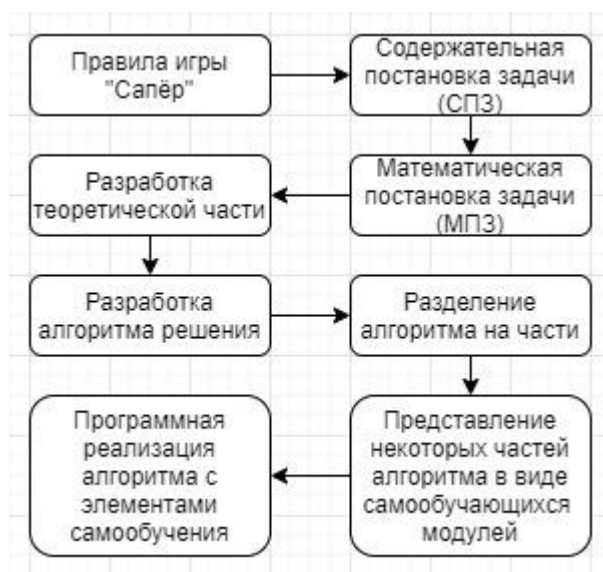 Правила игры
"Сапёр"
Содержательная
постановка задачи
(СПЗ)
Математическая
постановка задачи
(МПЗ)
Разработка
теоретической части
Разработка
алгоритма решения
Разделение
алгоритма на части
Представление
некоторых частей
алгоритма в виде
самообучающихся
модулей
Программная
реализация
алгоритма с
элементами
самообучения